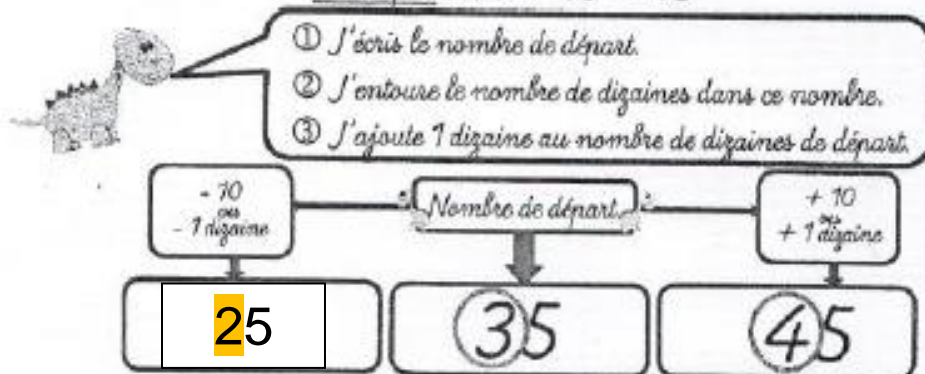 ① J'écris le nombre de départ.
② J'entoure le nombre de dizaines dans ce nombre.
③ J'ajoute 1 dizaine au nombre de dizaines de départ.
- 10
ou
- 1 dizaine
Nombre de départ
+ 10
ou
+ 1 dizaine
25
35
45